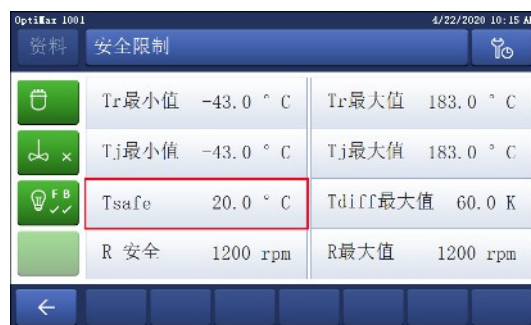 OptiMax 1001 4/22/2020 10:15 A
资料 安全限制
Tr最小值 -43.0 ° C Tr最大值 183.0 ° C
Tj最小值 -43.0 ° C Tj最大值 183.0 ° C
F B
Tsafe 20.0 ° C Tdiff最大值 60.0 K
R 安全 1200 rpm R最大值 1200 rpm